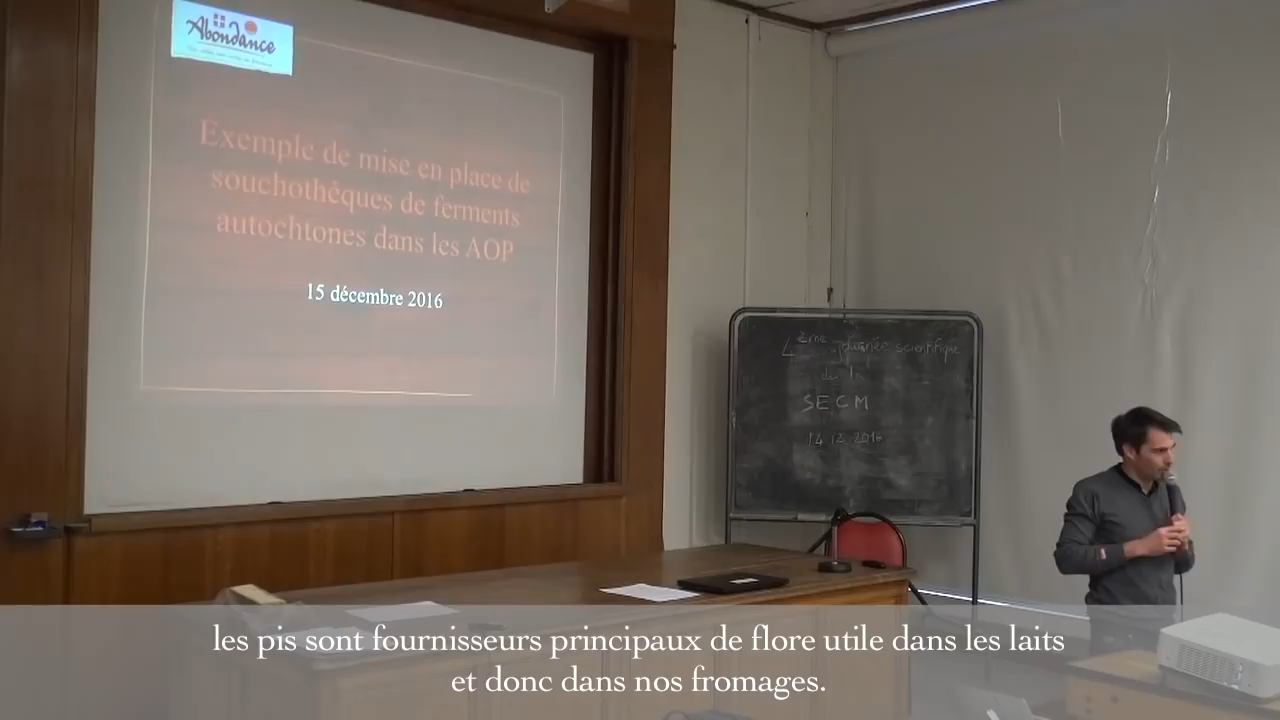 Abondance
Exemple de mise en place de
souchothèques de ferments
autochtones dans les AOP
15 décembre 2016
4ème Journée scientifique
de la
SECM
14 12 2016
les pis sont fournisseurs principaux de flore utile dans les laits
et donc dans nos fromages.